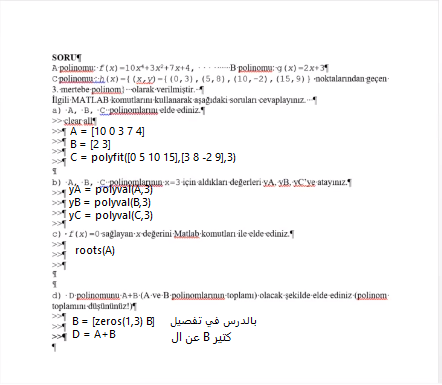 SORU¶
A polinomu: f(x)=10x⁴+3x²+7x+4, B polinomu: g(x)=2x+3¶
C polinomu: h(x)={(x,y)={(0,3),(5,8),(10,-2),(15,9)} noktalarından geçen
3. mertebe polinom} olarak verilmiştir. ¶
İlgili MATLAB komutlarını kullanarak aşağıdaki soruları cevaplayınız. ¶
a) A, B, C polinomlarını elde ediniz.¶
>> clear all¶
>>¶ A = [10 0 3 7 4]
>>¶ B = [2 3]
>>¶ C = polyfit([0 5 10 15],[3 8 -2 9],3)
¶
b) A, B, C polinomlarının x=3 için aldıkları değerleri yA, yB, yC'ye atayınız.¶
>>¶ yA = polyval(A,3)
>>¶ yB = polyval(B,3)
>>¶ yC = polyval(C,3)
c) f(x)=0 sağlayan x değerini Matlab komutları ile elde ediniz.¶
>>¶
>>¶ roots(A)
>>¶
¶
¶
d) D polinomunu A+B (A ve B polinomlarının toplamı) olacak şekilde elde ediniz (polinom
toplamını düşününüz!)¶
>>¶ B = [zeros(1,3) B] بالدرس في تفصيل
>>¶ D = A+B كتير B عن ال
>>¶
¶